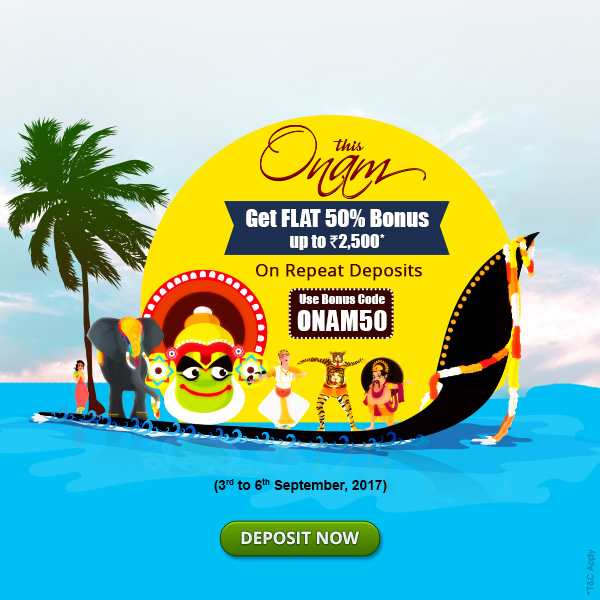 this
Onam
Get FLAT 50% Bonus
up to ₹2,500*
On Repeat Deposits
Use Bonus Code
ONAM50
(3rd to 6th September, 2017)
DEPOSIT NOW
*T&C Apply